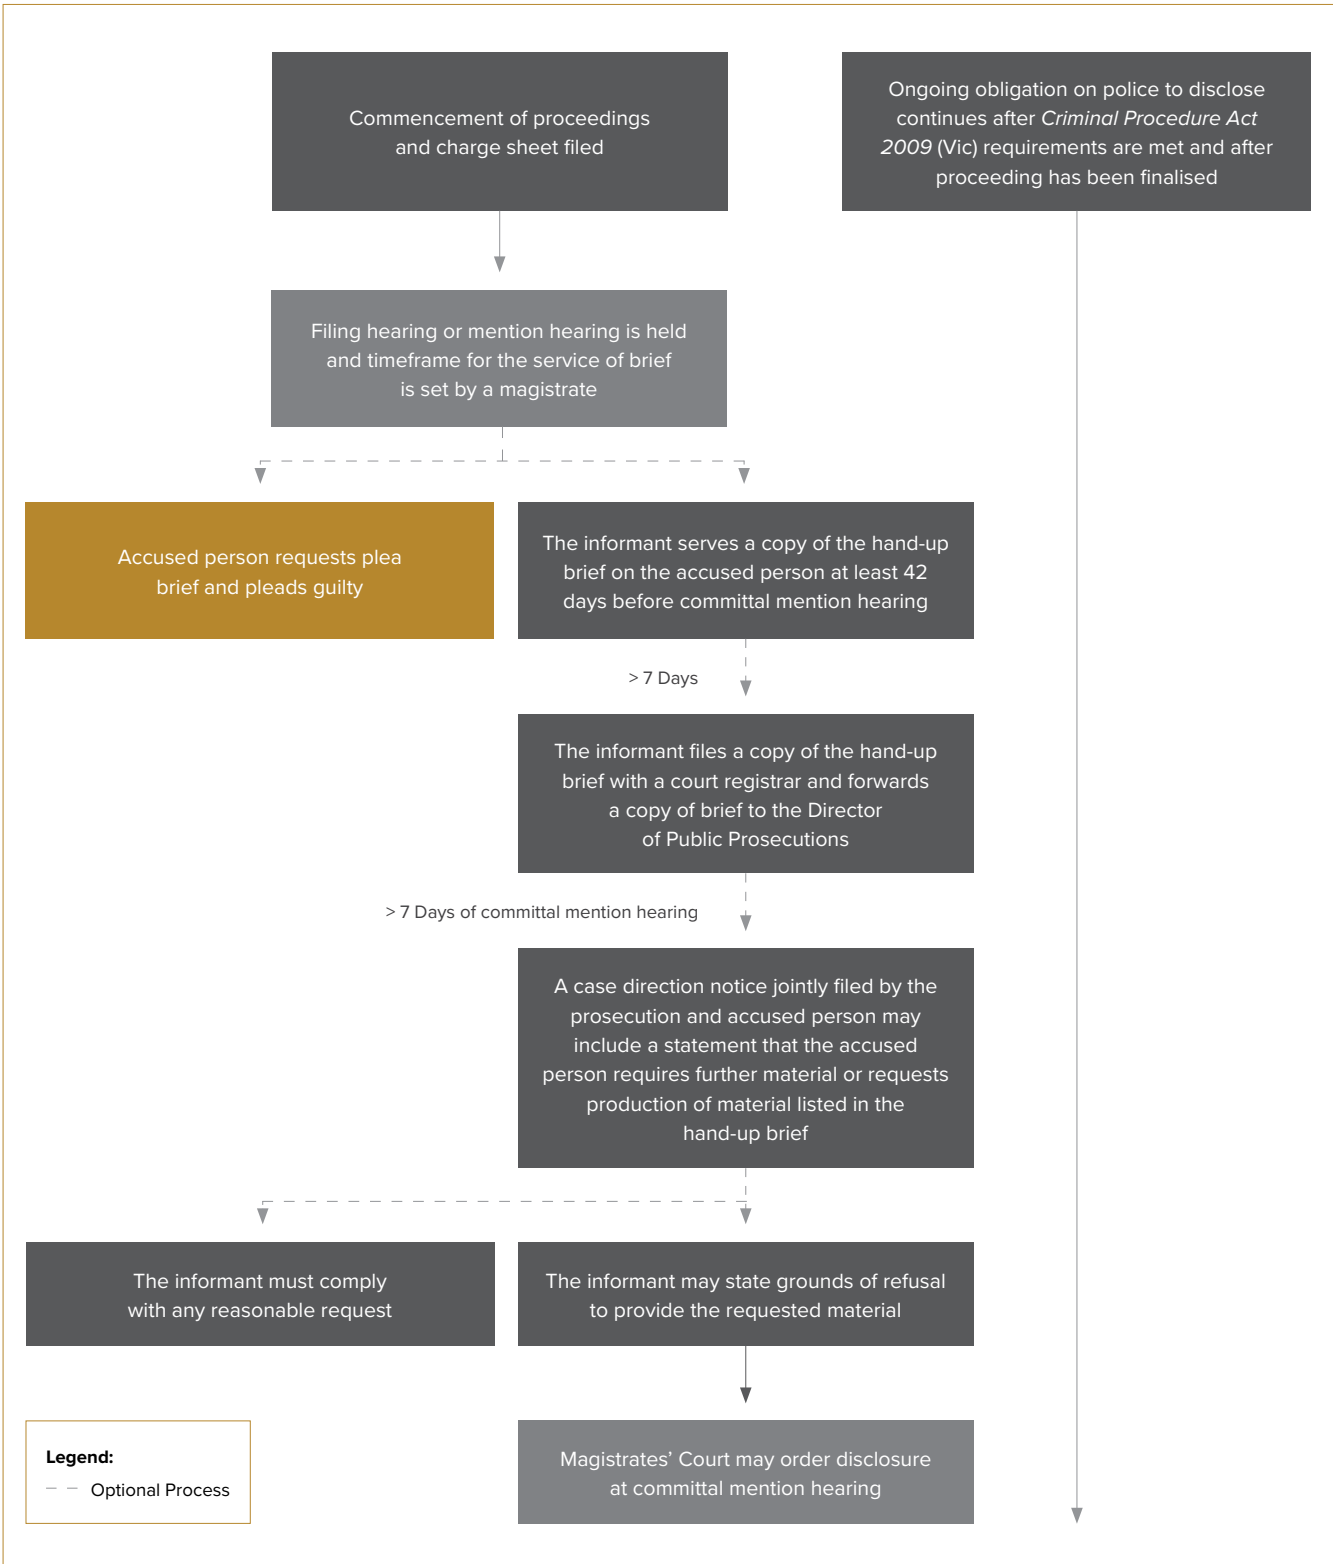 Commencement of proceedings
and charge sheet filed
Ongoing obligation on police to disclose
continues after Criminal Procedure Act
2009 (Vic) requirements are met and after
proceeding has been finalised
Filing hearing or mention hearing is held
and timeframe for the service of brief
is set by a magistrate
Accused person requests plea
brief and pleads guilty
The informant serves a copy of the hand-up
brief on the accused person at least 42
days before committal mention hearing
> 7 Days
The informant files a copy of the hand-up
brief with a court registrar and forwards
a copy of brief to the Director
of Public Prosecutions
> 7 Days of committal mention hearing
A case direction notice jointly filed by the
prosecution and accused person may
include a statement that the accused
person requires further material or requests
production of material listed in the
hand-up brief
The informant must comply
with any reasonable request
The informant may state grounds of refusal
to provide the requested material
Magistrates’ Court may order disclosure
at committal mention hearing
Legend:
Optional Process